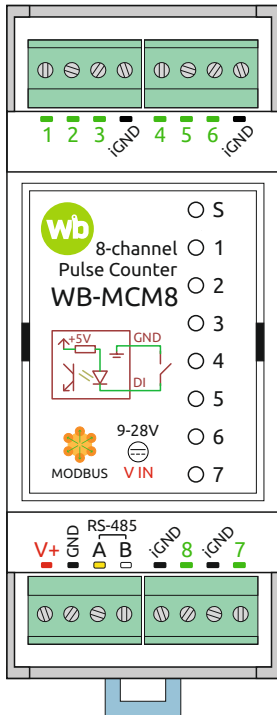 1 2 3 iGND 4 5 6 iGND
Wb
S
8-channel
1
Pulse Counter
WB-MCM8
2
3
+5V
GND
4
DI
5
9-28V
6
MODBUS
V IN
7
RS-485
V+ GND A B iGND 8 iGND 7